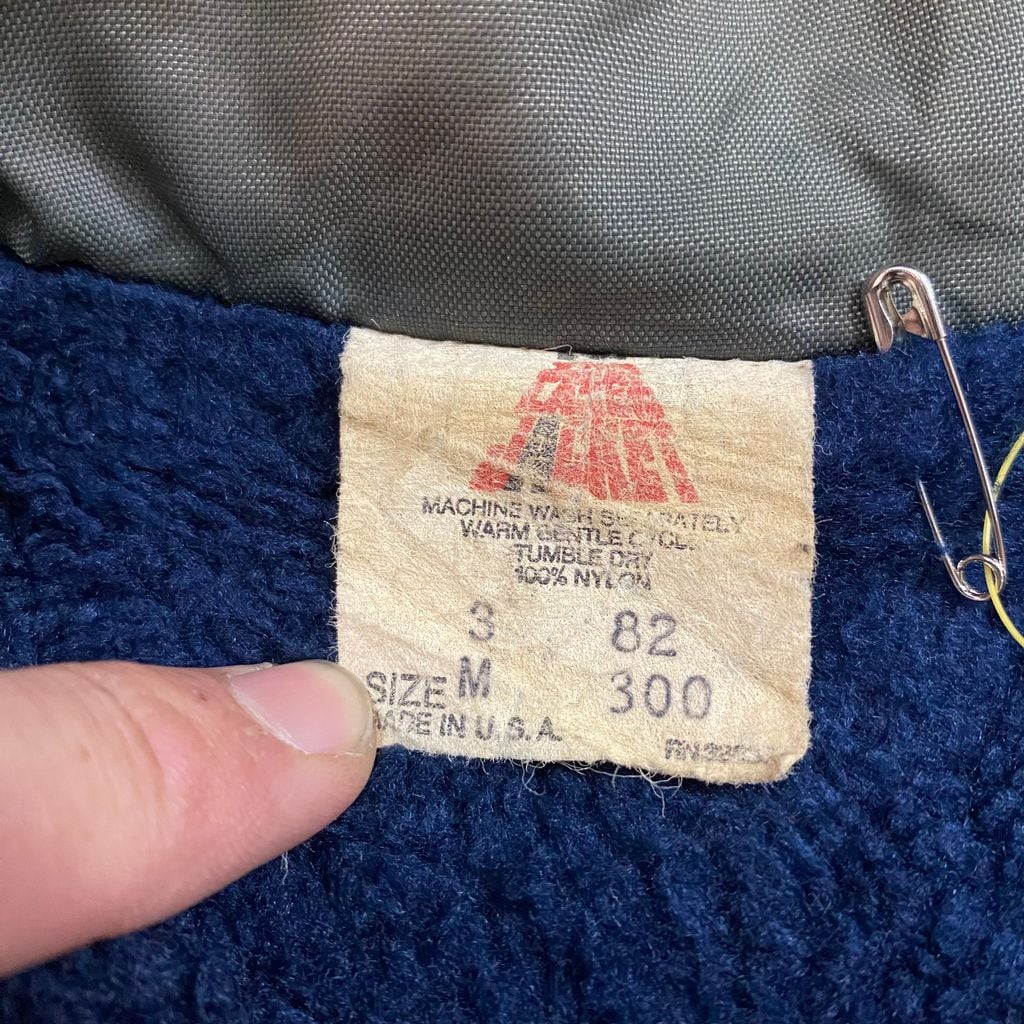 MACHINE WASH SEPARATELY
WARM GENTLE CYCLE.
TUMBLE DRY
100% NYLON
3 82
SIZE M 300
MADE IN U.S.A.